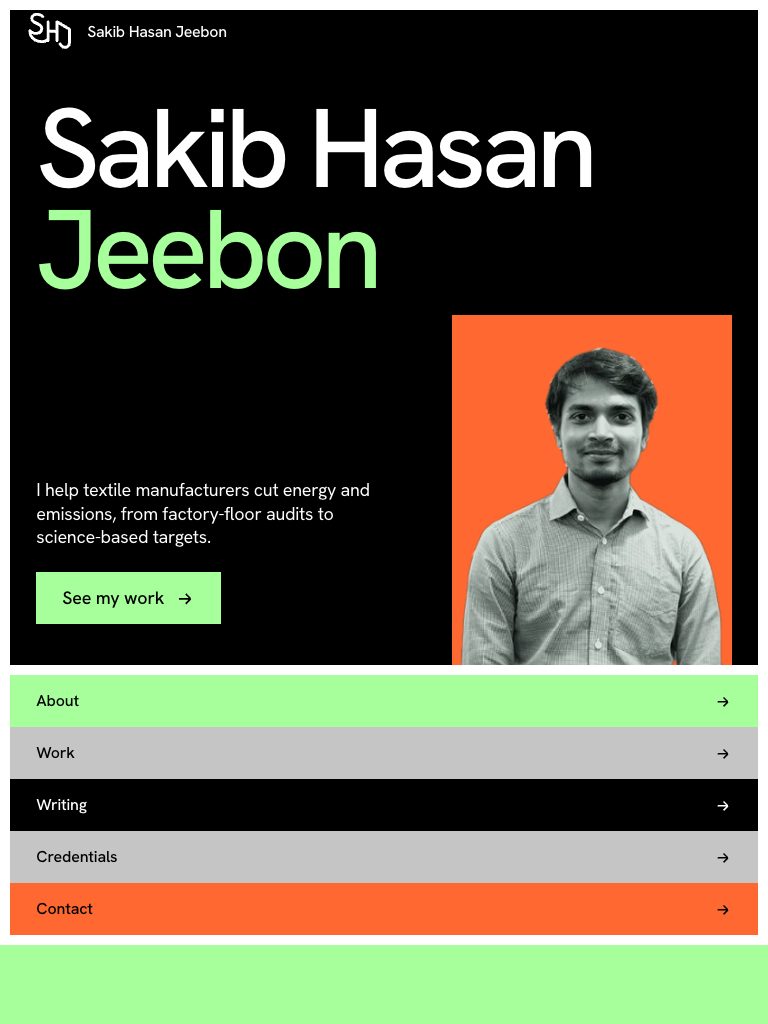 SHJ
Sakib Hasan Jeebon
Sakib Hasan
Jeebon
I help textile manufacturers cut energy and
emissions, from factory-floor audits to
science-based targets.
See my work →
About →
Work →
Writing →
Credentials →
Contact →